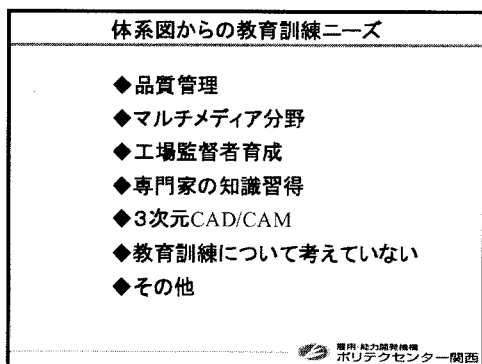 体系図からの教育訓練ニーズ
◆品質管理
◆マルチメディア分野
◆工場監督者育成
◆専門家の知識習得
◆3次元CAD/CAM
◆教育訓練について考えていない
◆その他
雇用・能力開発機構
ポリテクセンター関西